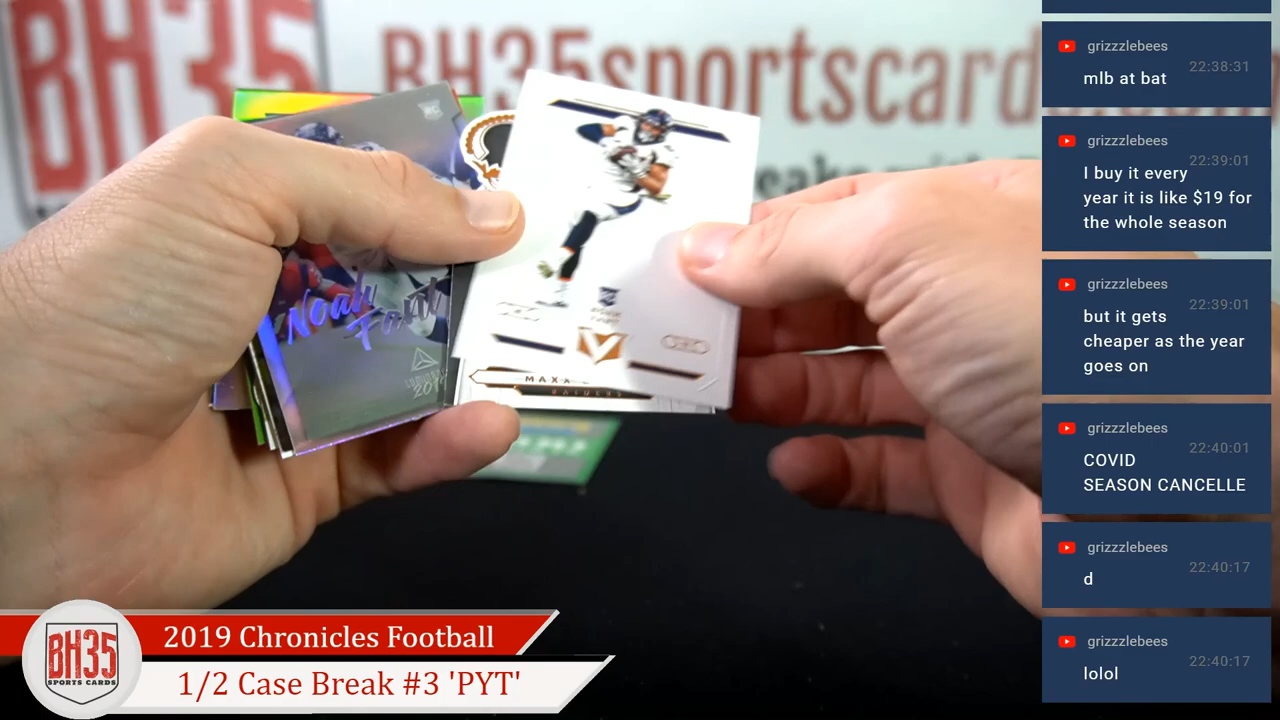 BH35
BH35sportscard
Noah
Fant
2019
MAXX
RAIDERS
grizzzlebees
22:38:31
mlb at bat
grizzzlebees
22:39:01
I buy it every
year it is like $19 for
the whole season
grizzzlebees
22:39:01
but it gets
cheaper as the year
goes on
grizzzlebees
22:40:01
COVID
SEASON CANCELLE
grizzzlebees
22:40:17
d
grizzzlebees
22:40:17
lolol
BH35
SPORTS CARDS
2019 Chronicles Football
1/2 Case Break #3 'PYT'